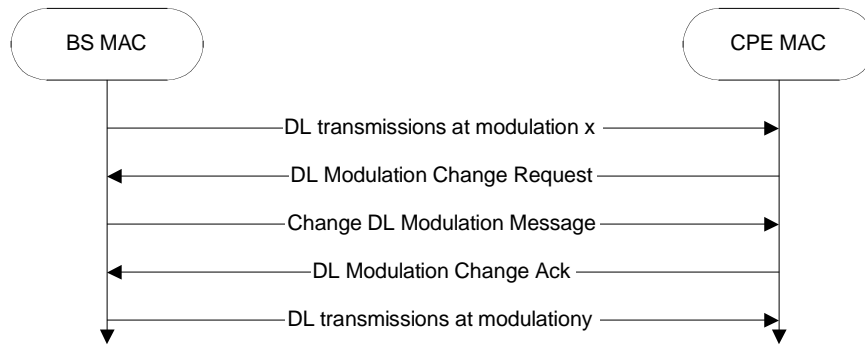 BS MAC
CPE MAC
DL transmissions at modulation x
DL Modulation Change Request
Change DL Modulation Message
DL Modulation Change Ack
DL transmissions at modulationy